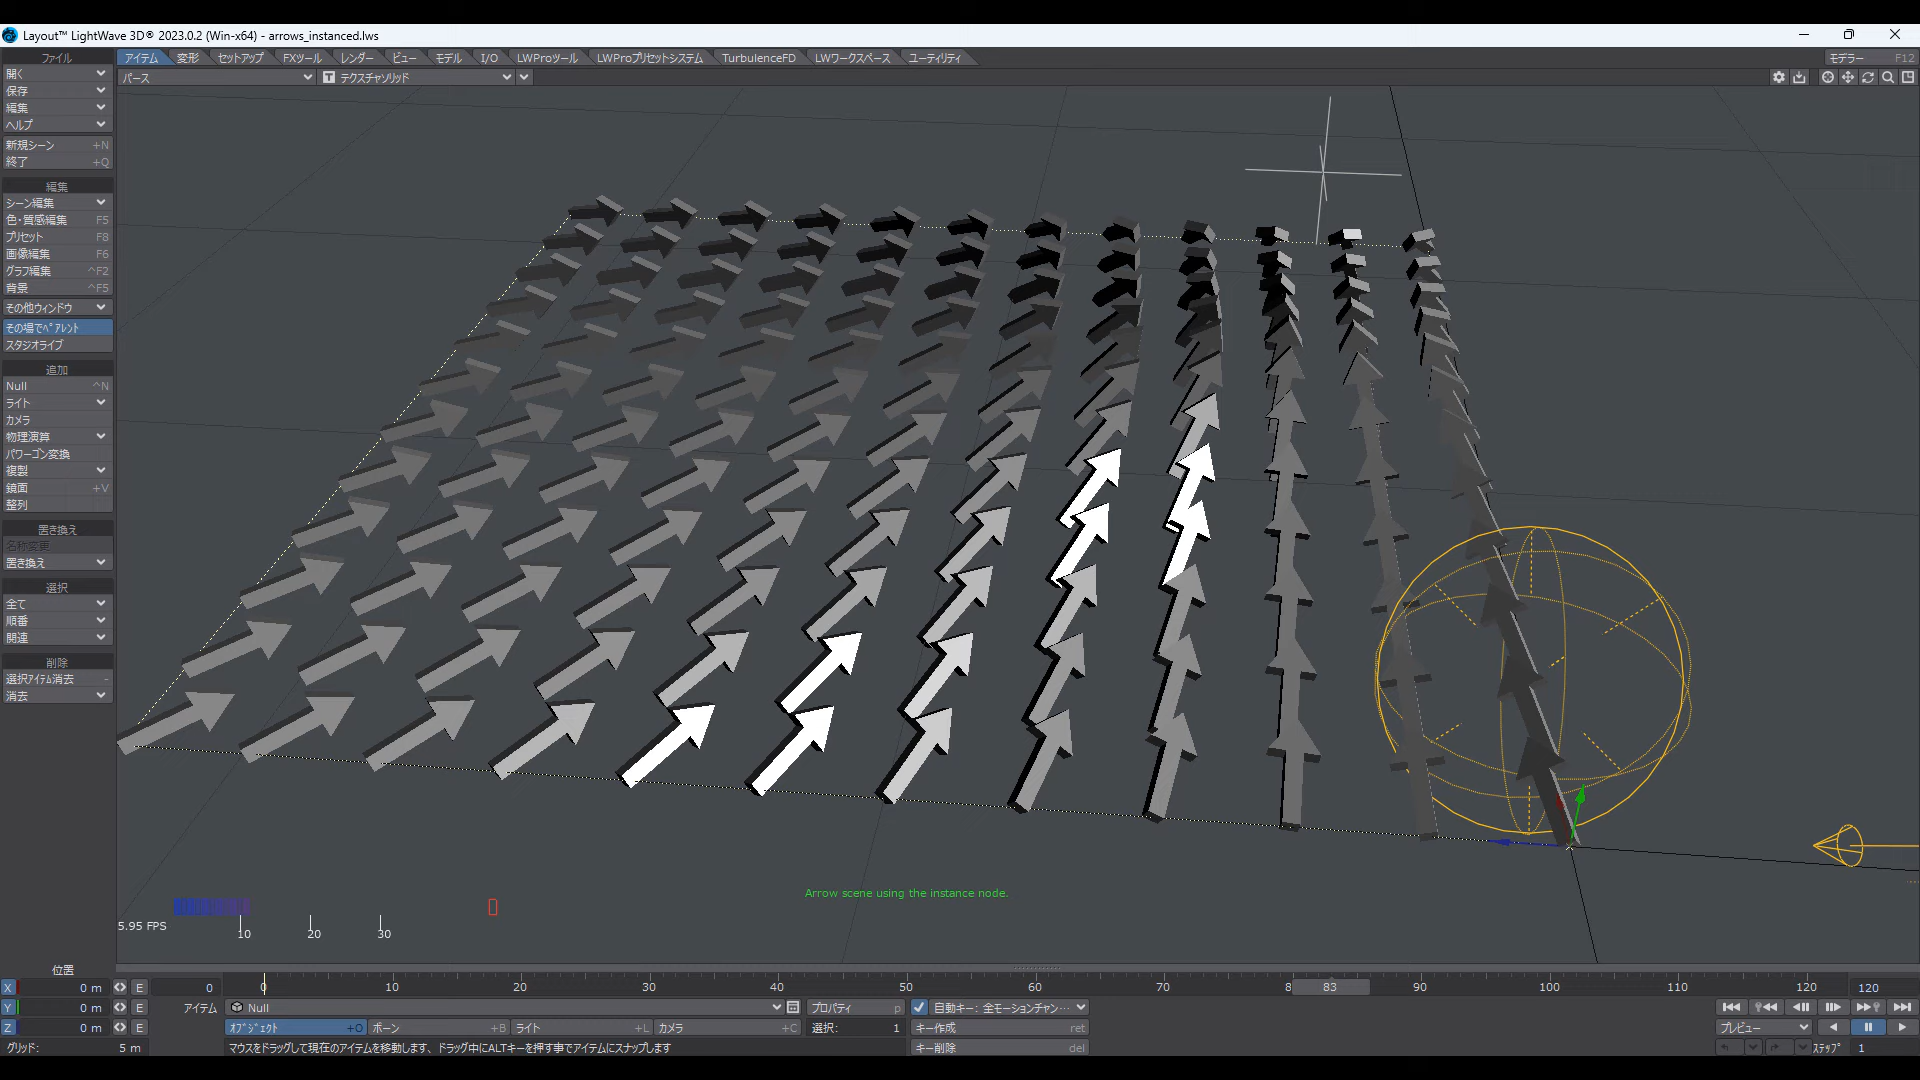 Layout™ LightWave 3D® 2023.0.2 (Win-x64) - arrows_instanced.lws
ファイル アイテム 変形 セットアップ FXツール レンダー ビュー モデル I/O LWProツール LWProプリセットシステム TurbulenceFD LWワークスペース ユーティリティ モデラー F12
開く パース T テクスチャソリッド
保存
編集
ヘルプ
新規シーン +N
終了 +Q
編集
シーン編集
色・質感編集 F5
プリセット F8
画像編集 F6
グラフ編集 ^F2
背景 ^F5
その他ウィンドウ
その場でペアレント
スタジオライブ
追加
Null ^N
ライト
カメラ
物理演算
パワーゴン変換
複製
鏡面 +V
整列
置き換え
名称変更
置き換え
選択
全て
順番
関連
削除
選択アイテム消去 -
消去
Arrow scene using the instance node.
5.95 FPS
10 20 30
位置
X 0 m E 0 0 10 20 30 40 50 60 70 8 83 90 100 110 120 120
Y 0 m E アイテム Null プロパティ p 自動キー: 全モーションチャン…
Z 0 m E オブジェクト +O ボーン +B ライト +L カメラ +C 選択: 1 キー作成 ret プレビュー
グリッド: 5 m マウスをドラッグして現在のアイテムを移動します、ドラッグ中にALTキーを押す事でアイテムにスナップします キー削除 del ステップ 1